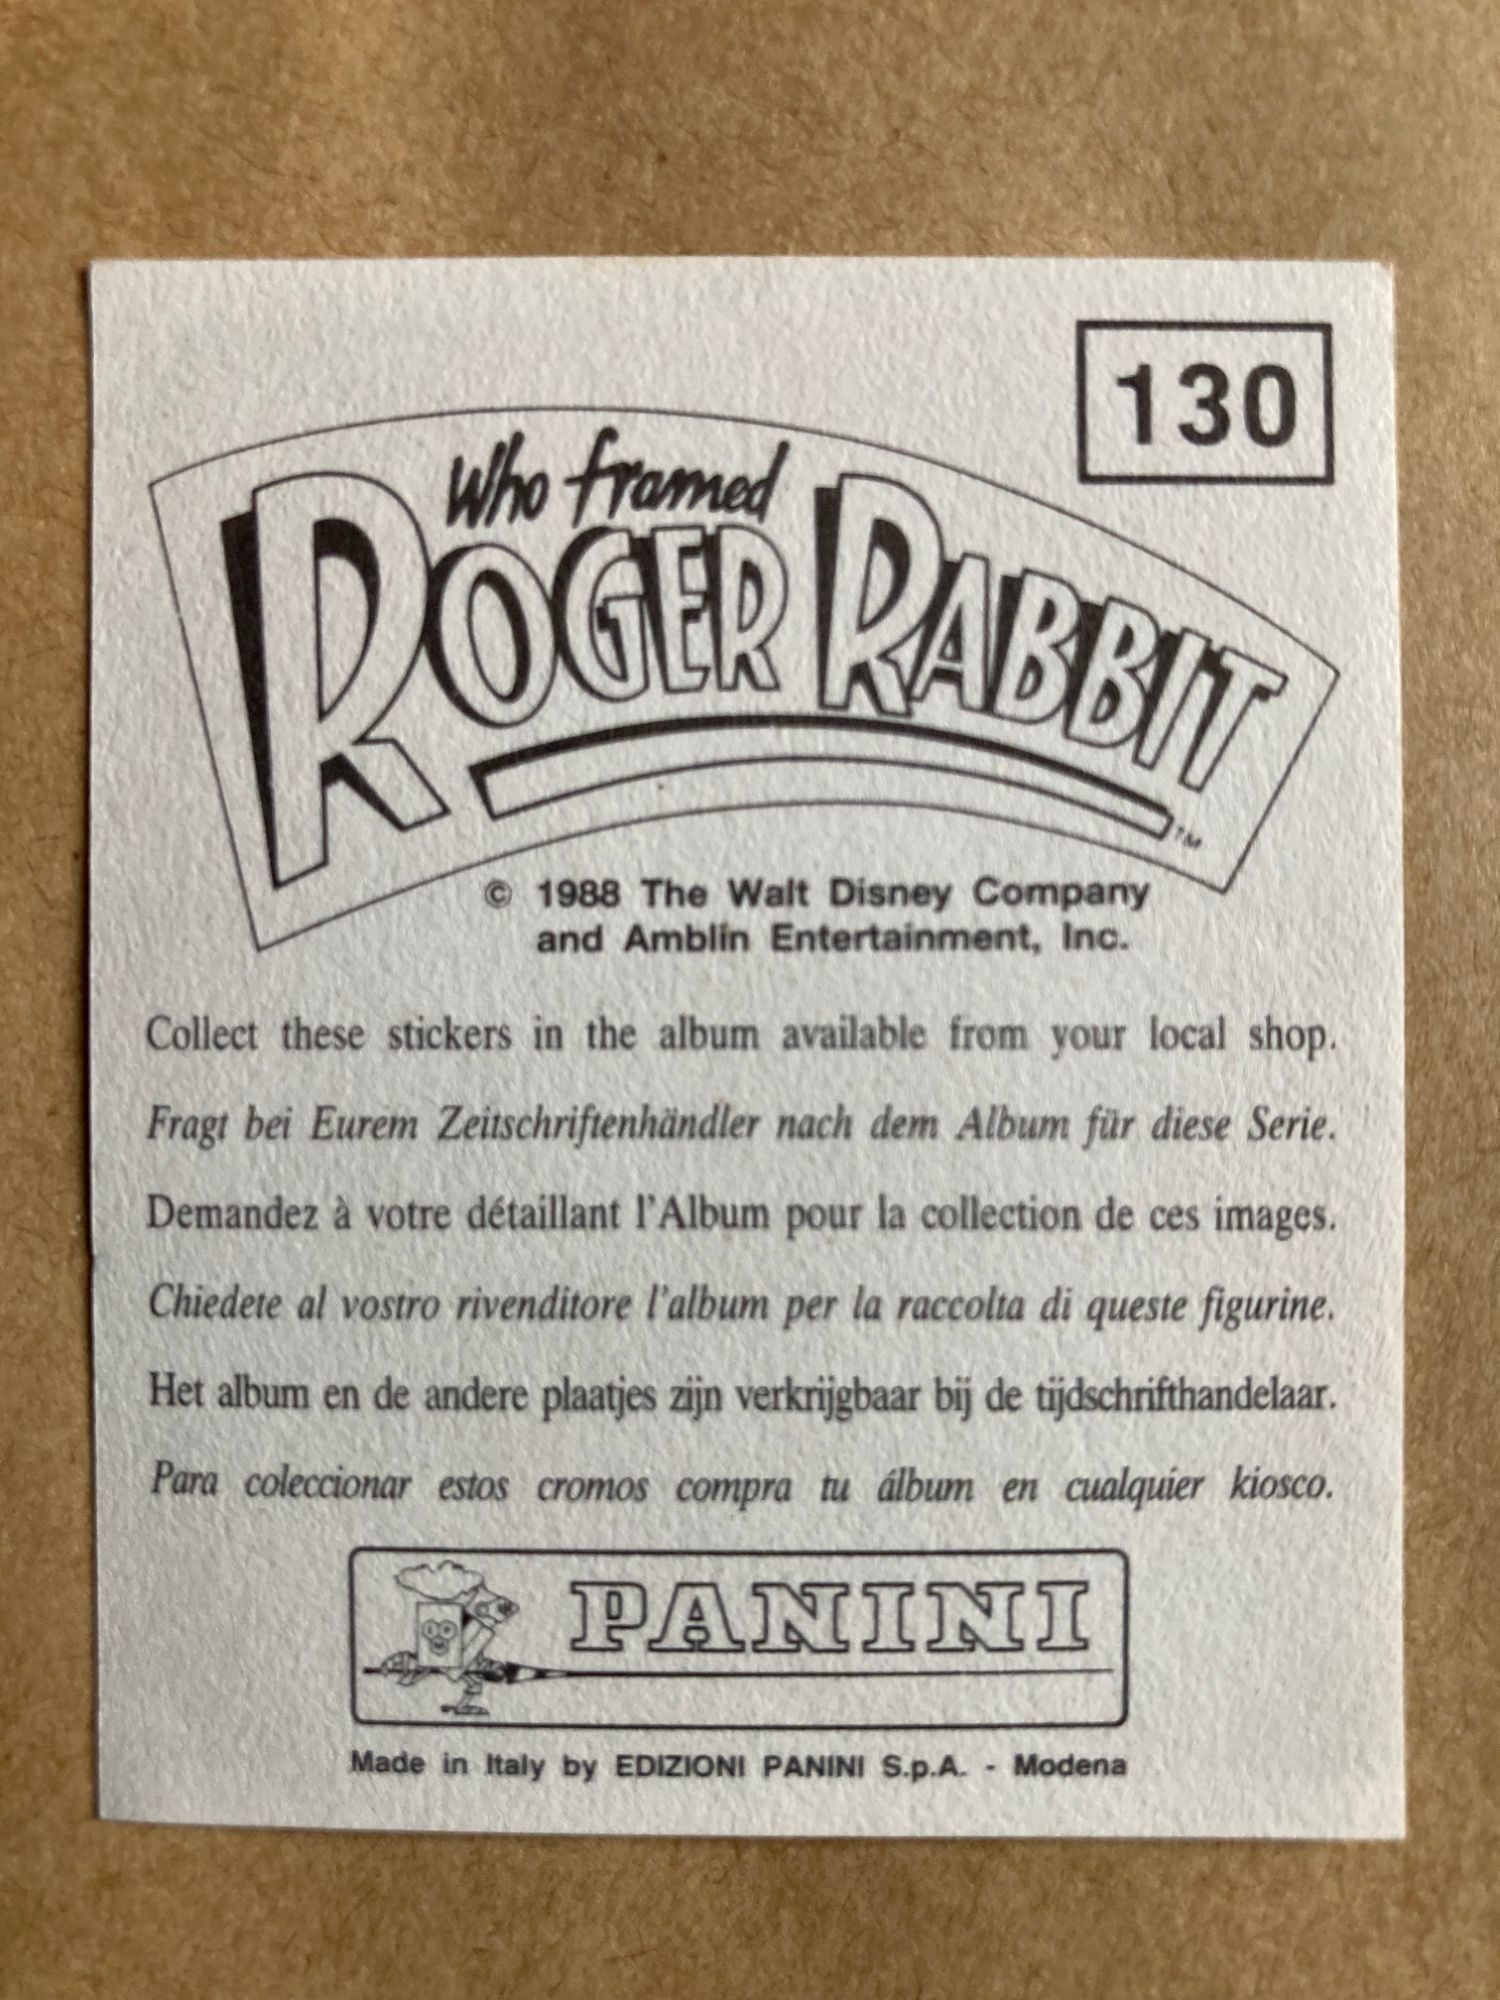 130
Who framed
ROGER RABBIT
TM
© 1988 The Walt Disney Company
and Amblin Entertainment, Inc.
Collect these stickers in the album available from your local shop.
Fragt bei Eurem Zeitschriftenhändler nach dem Album für diese Serie.
Demandez à votre détaillant l'Album pour la collection de ces images.
Chiedete al vostro rivenditore l'album per la raccolta di queste figurine.
Het album en de andere plaatjes zijn verkrijgbaar bij de tijdschrifthandelaar.
Para coleccionar estos cromos compra tu álbum en cualquier kiosco.
PANINI
Made in Italy by EDIZIONI PANINI S.p.A. - Modena